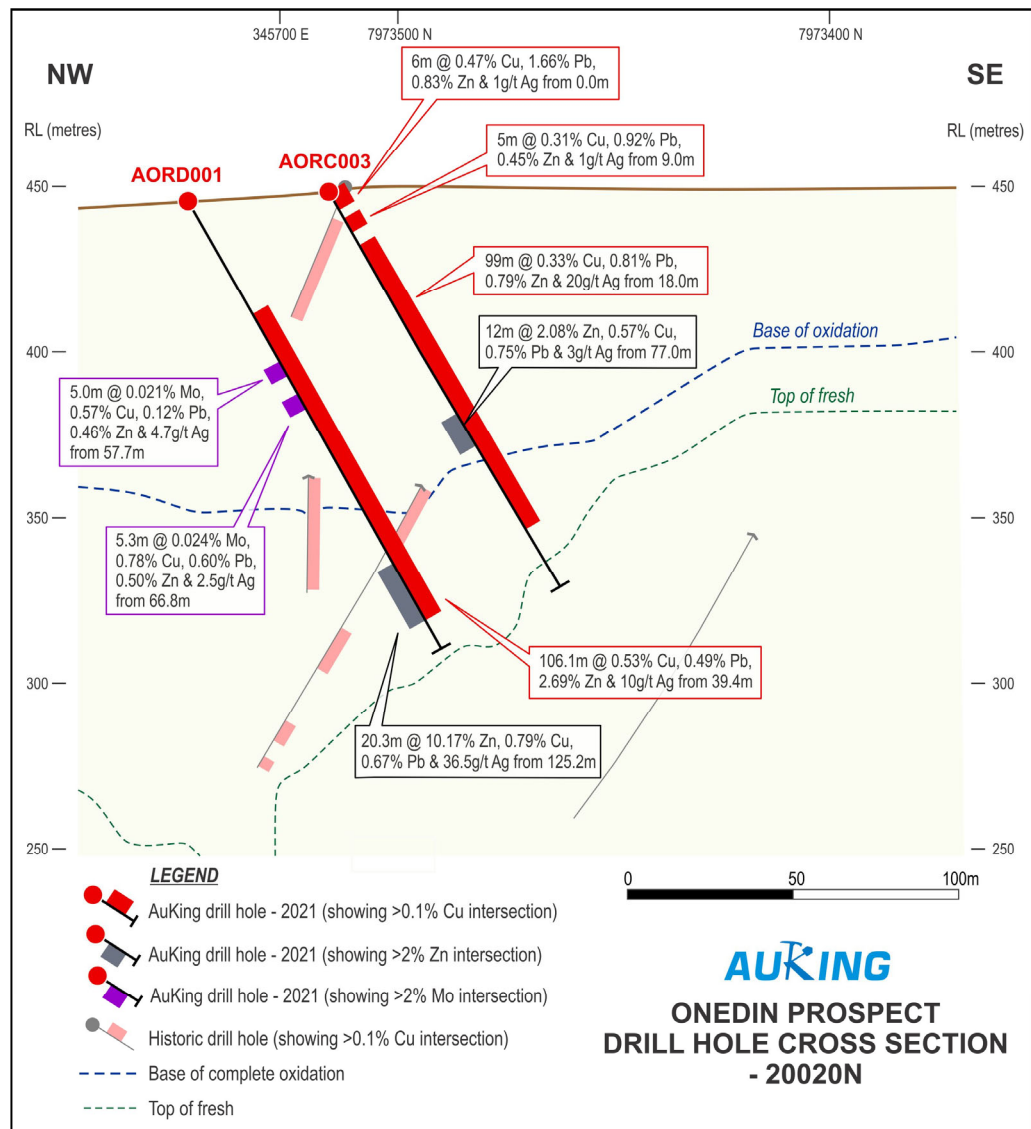 345700 E
7973500 N
7973400 N
NW
SE
RL (metres)
RL (metres)
6m @ 0.47% Cu, 1.66% Pb,
0.83% Zn & 1g/t Ag from 0.0m
5m @ 0.31% Cu, 0.92% Pb,
0.45% Zn & 1g/t Ag from 9.0m
AORD001
AORC003
450
450
99m @ 0.33% Cu, 0.81% Pb,
0.79% Zn & 20g/t Ag from 18.0m
12m @ 2.08% Zn, 0.57% Cu,
0.75% Pb & 3g/t Ag from 77.0m
Base of oxidation
400
400
Top of fresh
5.0m @ 0.021% Mo,
0.57% Cu, 0.12% Pb,
0.46% Zn & 4.7g/t Ag
from 57.7m
350
350
5.3m @ 0.024% Mo,
0.78% Cu, 0.60% Pb,
0.50% Zn & 2.5g/t Ag
from 66.8m
106.1m @ 0.53% Cu, 0.49% Pb,
2.69% Zn & 10g/t Ag from 39.4m
300
300
20.3m @ 10.17% Zn, 0.79% Cu,
0.67% Pb & 36.5g/t Ag from 125.2m
250
250
LEGEND
AuKing drill hole - 2021 (showing >0.1% Cu intersection)
AuKing drill hole - 2021 (showing >2% Zn intersection)
AuKing drill hole - 2021 (showing >2% Mo intersection)
Historic drill hole (showing >0.1% Cu intersection)
Base of complete oxidation
Top of fresh
0
50
100m
AUKING
ONEDIN PROSPECT
DRILL HOLE CROSS SECTION
- 20020N